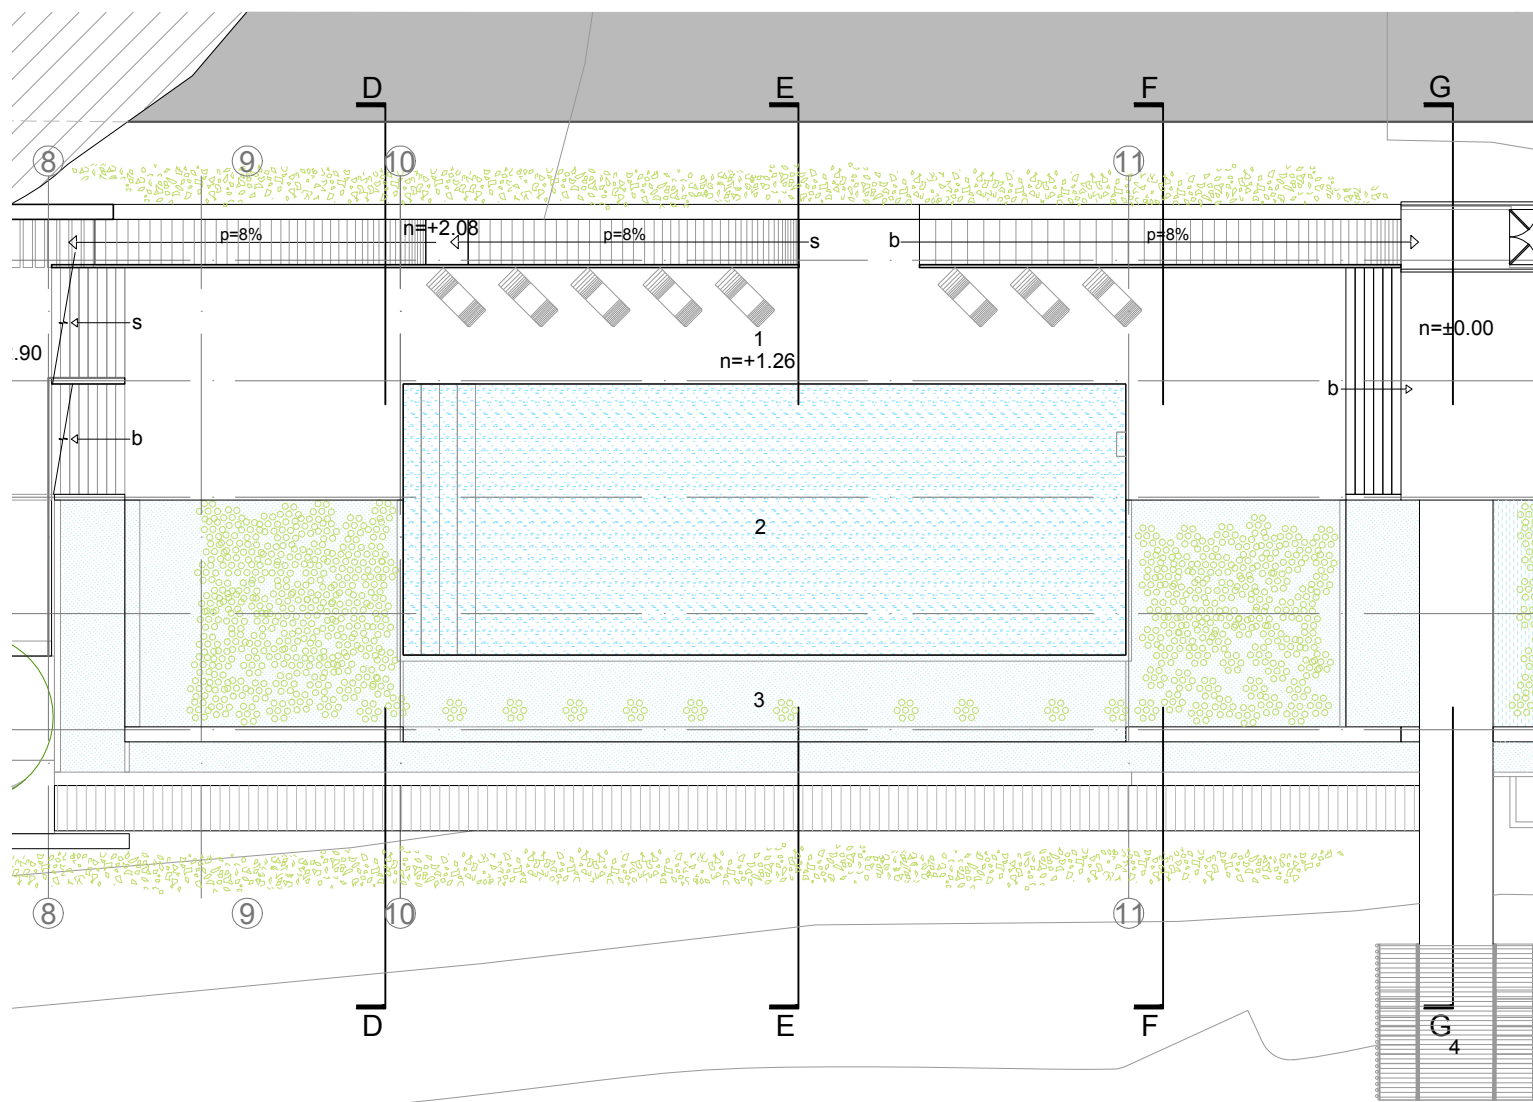 D E F G
8 9 10 11
n=+2.08
p=8% p=8% s b p=8%
s
.90
1
n=+1.26
n=±0.00
b
b
2
3
8 9 10 11
D E F G
4